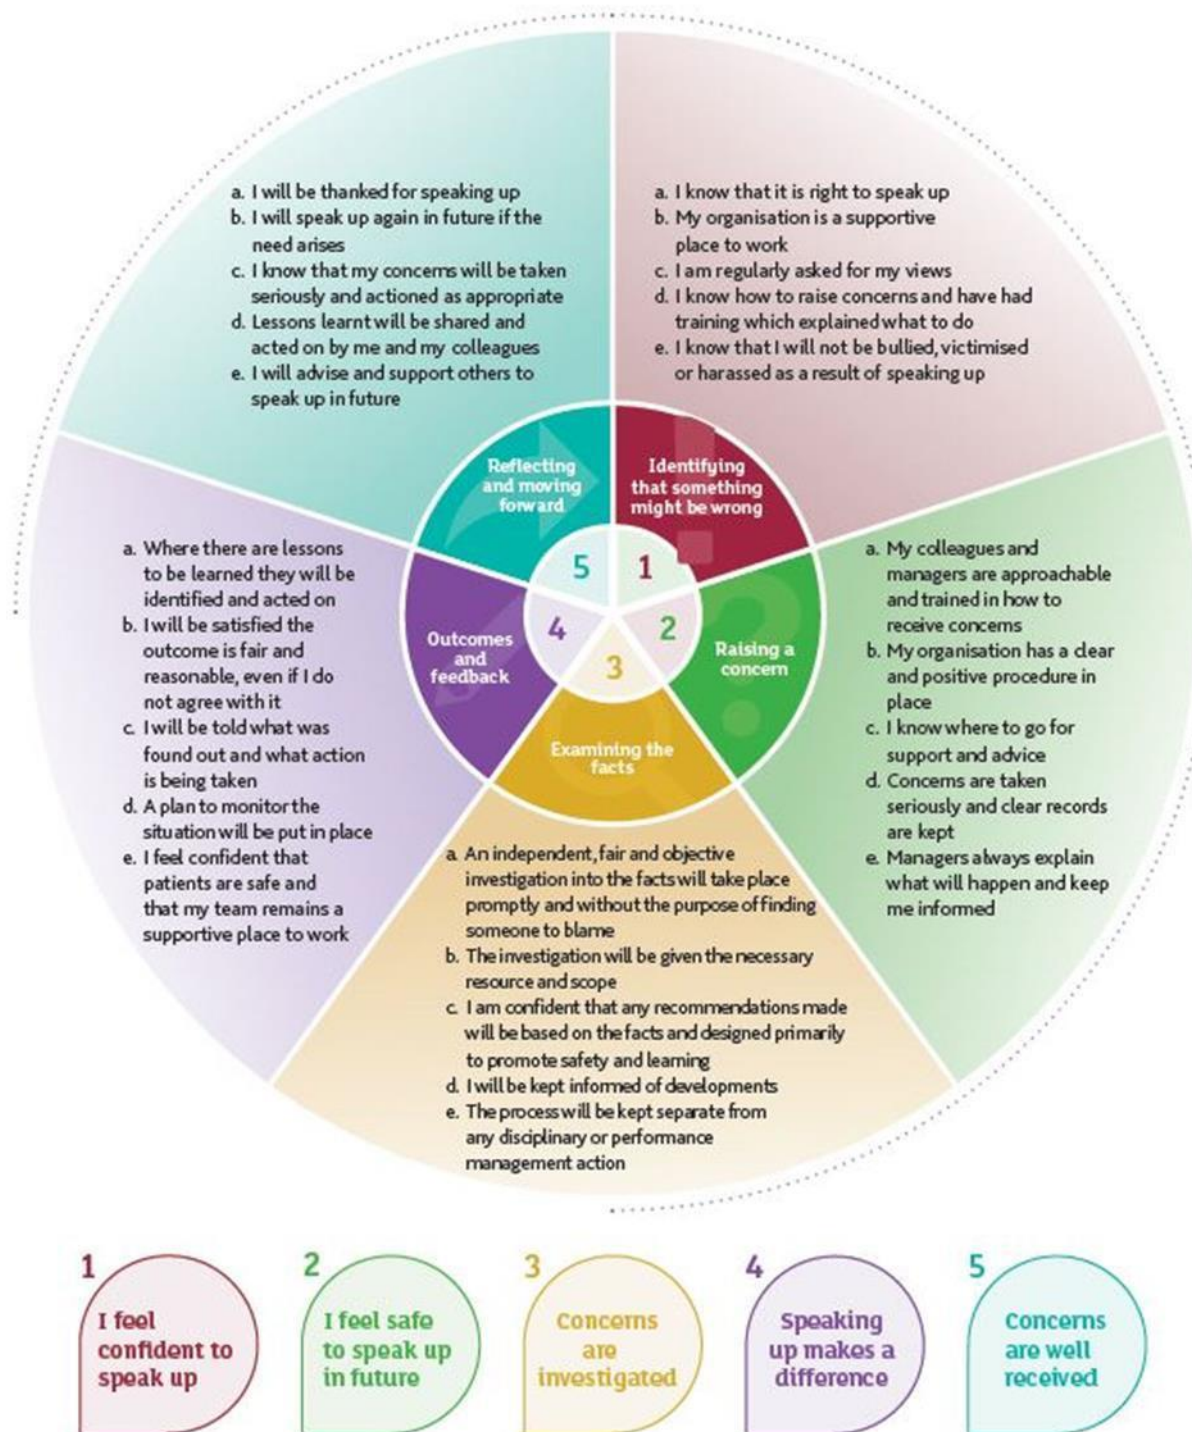 a. I will be thanked for speaking up
b. I will speak up again in future if the
need arises
c. I know that my concerns will be taken
seriously and actioned as appropriate
d. Lessons learnt will be shared and
acted on by me and my colleagues
e. I will advise and support others to
speak up in future
a. I know that it is right to speak up
b. My organisation is a supportive
place to work
c. I am regularly asked for my views
d. I know how to raise concerns and have had
training which explained what to do
e. I know that I will not be bullied, victimised
or harassed as a result of speaking up
Reflecting
and moving
forward
Identifying
that something
might be wrong
5
1
4
2
3
Outcomes
and
feedback
Raising a
concern
Examining the
facts
a. Where there are lessons
to be learned they will be
identified and acted on
b. I will be satisfied the
outcome is fair and
reasonable, even if I do
not agree with it
c. I will be told what was
found out and what action
is being taken
d. A plan to monitor the
situation will be put in place
e. I feel confident that
patients are safe and
that my team remains a
supportive place to work
a. My colleagues and
managers are approachable
and trained in how to
receive concerns
b. My organisation has a clear
and positive procedure in
place
c. I know where to go for
support and advice
d. Concerns are taken
seriously and clear records
are kept
e. Managers always explain
what will happen and keep
me informed
a. An independent, fair and objective
investigation into the facts will take place
promptly and without the purpose of finding
someone to blame
b. The investigation will be given the necessary
resource and scope
c. I am confident that any recommendations made
will be based on the facts and designed primarily
to promote safety and learning
d. I will be kept informed of developments
e. The process will be kept separate from
any disciplinary or performance
management action
1
I feel
confident to
speak up
2
I feel safe
to speak up
in future
3
Concerns
are
investigated
4
Speaking
up makes a
difference
5
Concerns
are well
received